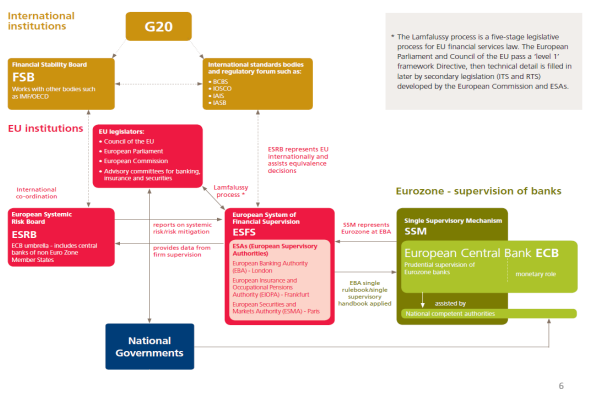 International
institutions
G20
* The Lamfalussy process is a five-stage legislative
process for EU financial services law. The European
Parliament and Council of the EU pass a ‘level 1’
framework Directive, then technical detail is filled in
later by secondary legislation (ITS and RTS)
developed by the European Commission and ESAs.
Financial Stability Board
FSB
Works with other bodies such
as IMF/OECD
International standards bodies
and regulatory forum such as:
• BCBS
• IOSCO
• IAIS
• IASB
EU institutions
EU legislators:
• Council of the EU
• European Parliament
• European Commission
• Advisory committees for banking,
insurance and securities
ESRB represents EU
internationally and
assists equivalence
decisions
International
co-ordination
Lamfalussy
process *
Eurozone - supervision of banks
European Systemic
Risk Board
ESRB
ECB umbrella – includes central
banks of non Euro Zone
Member States
reports on systemic
risk/risk mitigation
provides data from
firm supervision
European System of
Financial Supervision
ESFS
ESAs (European Supervisory
Authorities)
European Banking Authority
(EBA) – London
European Insurance and
Occupational Pensions
Authority (EIOPA) – Frankfurt
European Securities and
Markets Authority (ESMA) – Paris
SSM represents
Eurozone at EBA
EBA single
rulebook/single
supervisory
handbook applied
Single Supervisory Mechanism
SSM
European Central Bank ECB
Prudential supervision of
Eurozone banks
monetary role
assisted by
National competent authorities
National
Governments
6